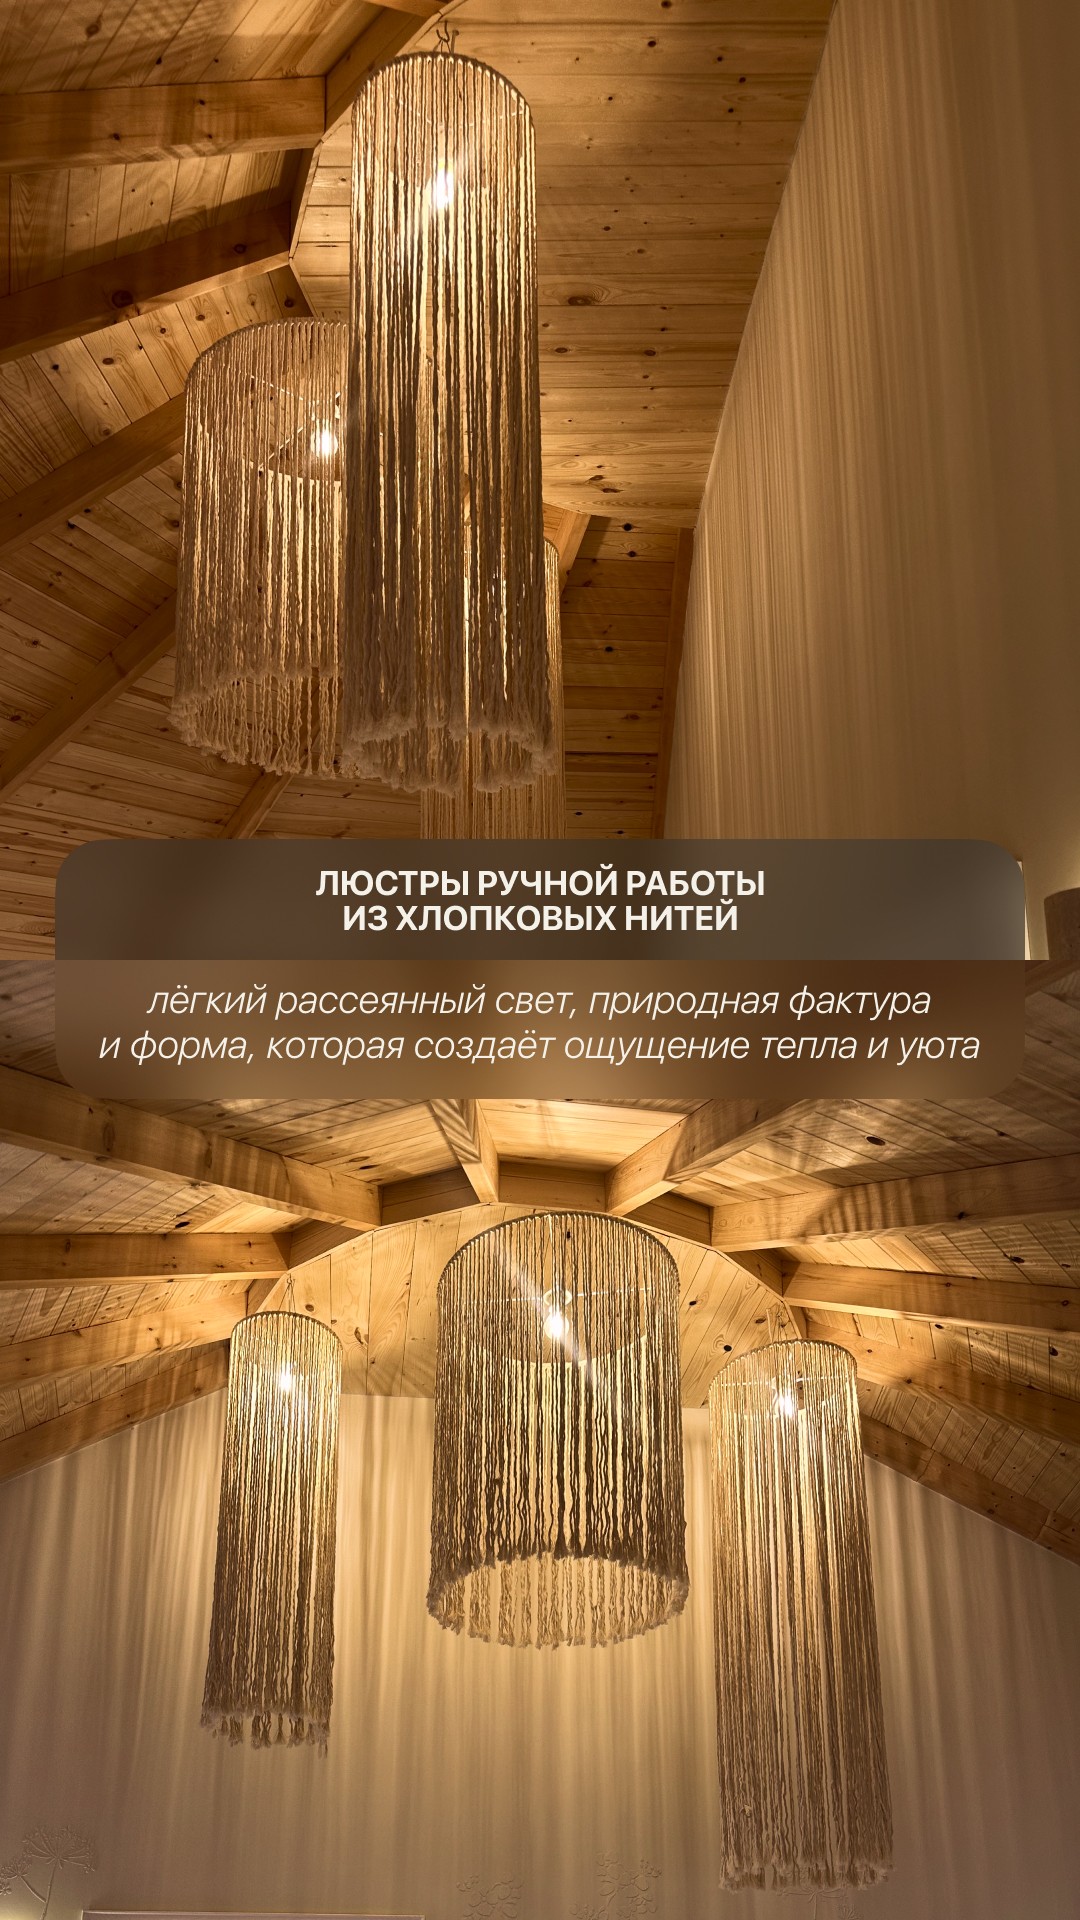 ЛЮСТРЫ РУЧНОЙ РАБОТЫ
ИЗ ХЛОПКОВЫХ НИТЕЙ
лёгкий рассеянный свет, природная фактура
и форма, которая создаёт ощущение тепла и уюта